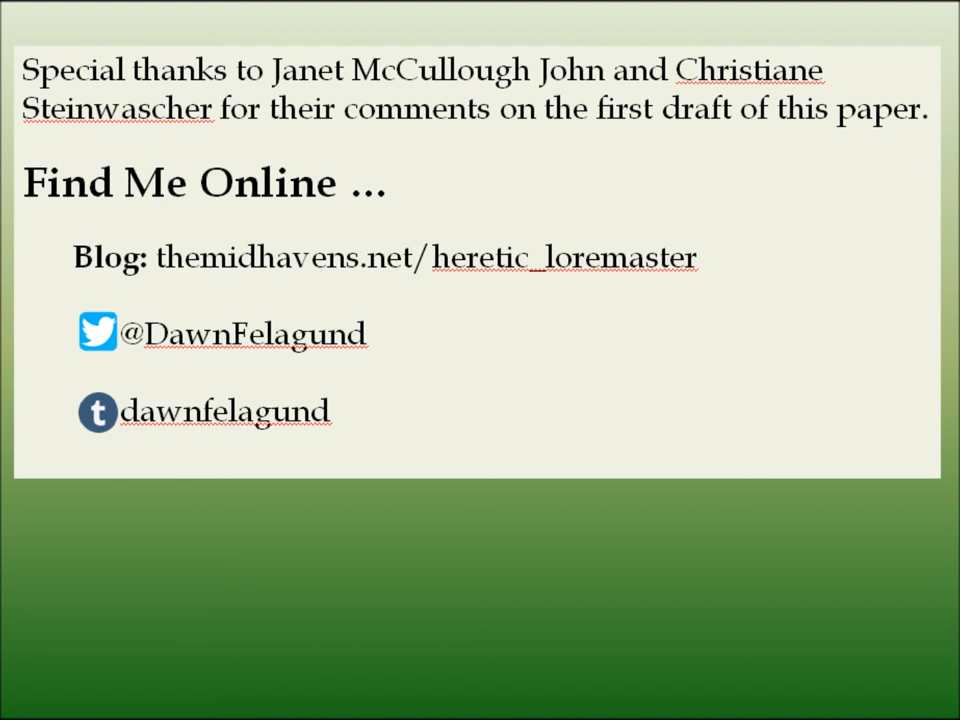 Special thanks to Janet McCullough John and Christiane
Steinwascher for their comments on the first draft of this paper.
Find Me Online …
Blog: themidhavens.net/heretic_loremaster
@DawnFelagund
t dawnfelagund